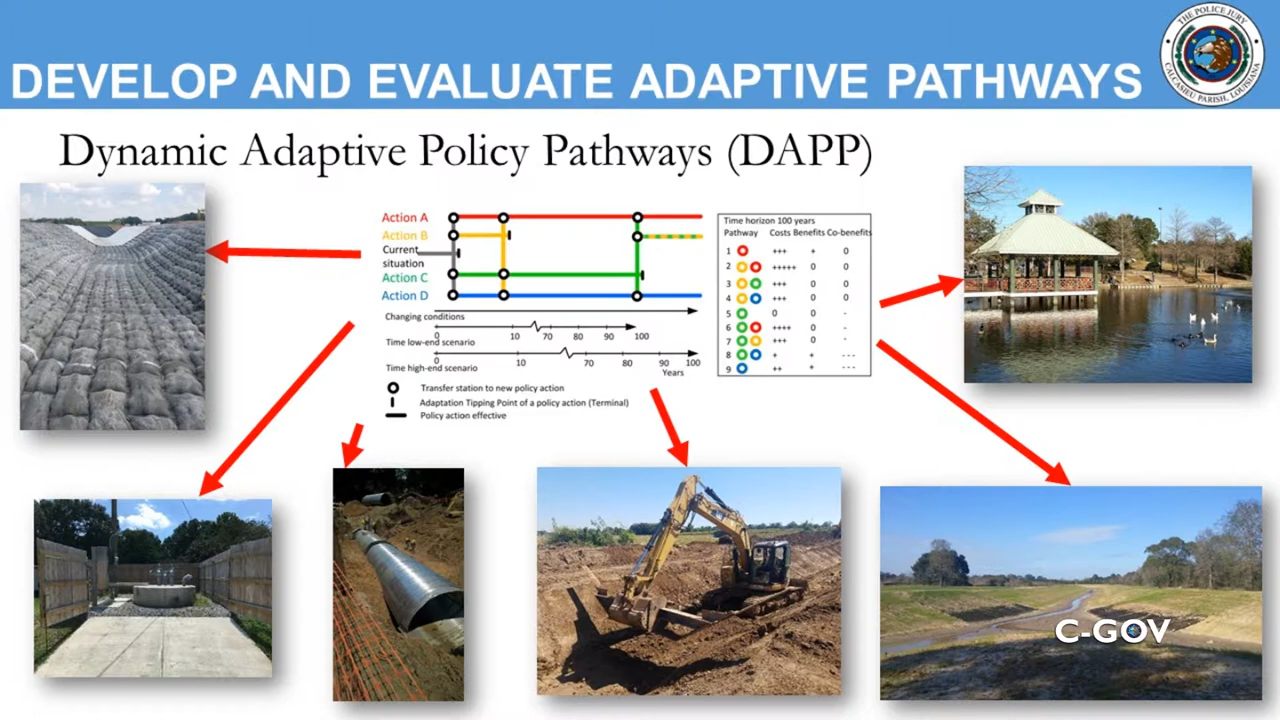 THE POLICE JURY
CALCASIEU PARISH, LOUISIANA
DEVELOP AND EVALUATE ADAPTIVE PATHWAYS
Dynamic Adaptive Policy Pathways (DAPP)
Action A
Action B
Current
situation
Action C
Action D
Changing conditions
0 10 70 80 90 100
Time low-end scenario
0 10 70 80 90 100
Time high-end scenario
Years
Transfer station to new policy action
Adaptation Tipping Point of a policy action (Terminal)
Policy action effective
Time horizon 100 years
Pathway Costs Benefits Co-benefits
1 +++ + 0
2 +++++ 0 0
3 +++ 0 0
4 +++ 0 0
5 0 0 -
6 ++++ 0 -
7 +++ 0 -
8 + + ---
9 ++ + ---
C-GOV